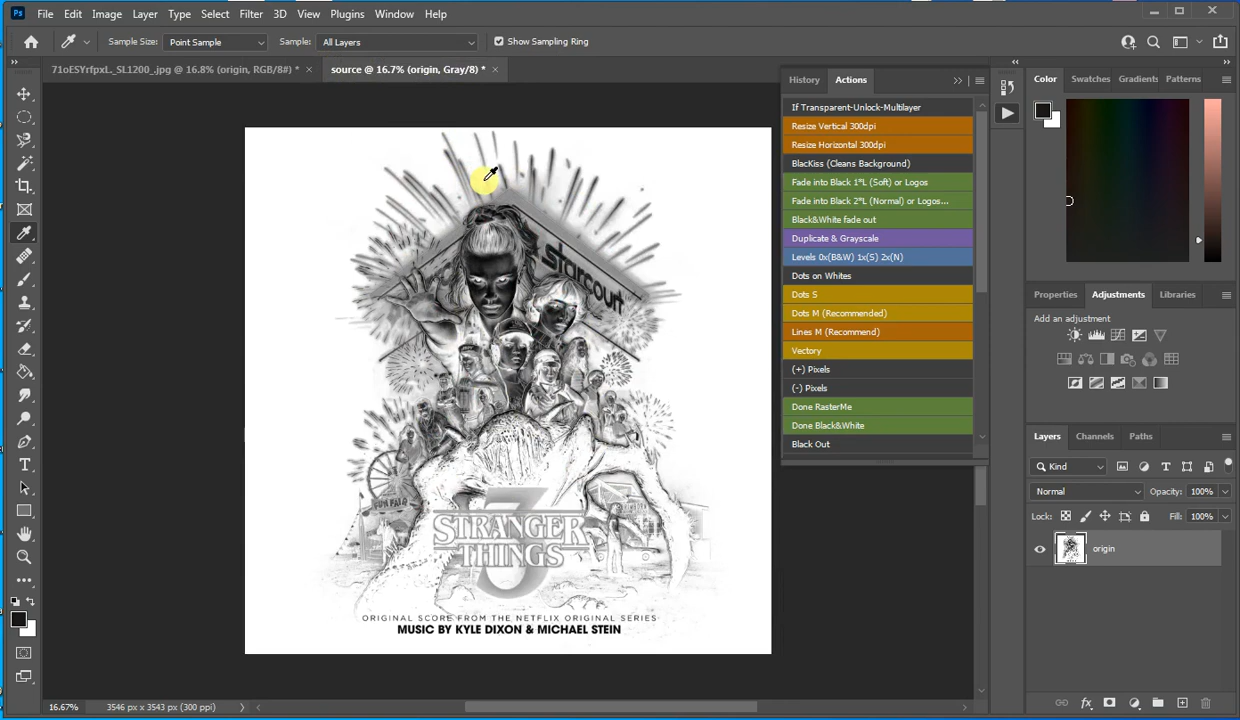 Ps File Edit Image Layer Type Select Filter 3D View Plugins Window Help
Sample Size: Point Sample Sample: All Layers Show Sampling Ring
71oESYrfpxL._SL1200_.jpg @ 16.8% (origin, RGB/8#) * × source @ 16.7% (origin, Gray/8) * ×
History Actions
If Transparent-Unlock-Multilayer
Resize Vertical 300dpi
Resize Horizontal 300dpi
BlacKiss (Cleans Background)
Fade into Black 1*L (Soft) or Logos
Fade into Black 2*L (Normal) or Logos...
Black&White fade out
Duplicate & Grayscale
Levels 0x(B&W) 1x(S) 2x(N)
Dots on Whites
Dots S
Dots M (Recommended)
Lines M (Recommend)
Vectory
(+) Pixels
(-) Pixels
Done RasterMe
Done Black&White
Black Out
Color Swatches Gradients Patterns
Properties Adjustments Libraries
Add an adjustment
Layers Channels Paths
Kind
Normal Opacity: 100%
Lock: Fill: 100%
origin
starcourt
FUN FAIR
3
STRANGER
THINGS
ORIGINAL SCORE FROM THE NETFLIX ORIGINAL SERIES
MUSIC BY KYLE DIXON & MICHAEL STEIN
16.67% 3546 px x 3543 px (300 ppi)